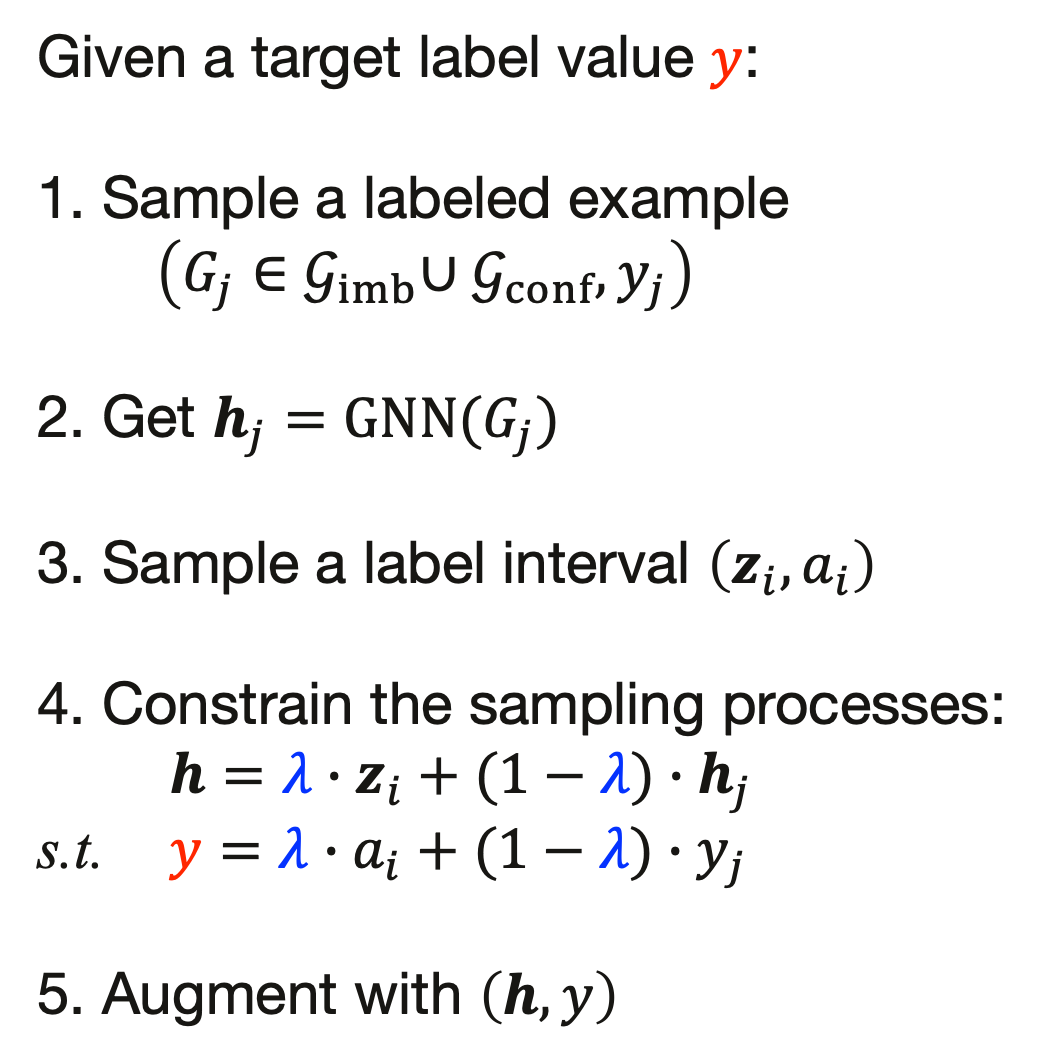 Given a target label value y:
1. Sample a labeled example
(G_j ∈ 𝒢_imb ∪ 𝒢_conf, y_j)
2. Get h_j = GNN(G_j)
3. Sample a label interval (z_i, a_i)
4. Constrain the sampling processes:
h = λ · z_i + (1 − λ) · h_j
s.t. y = λ · a_i + (1 − λ) · y_j
5. Augment with (h, y)